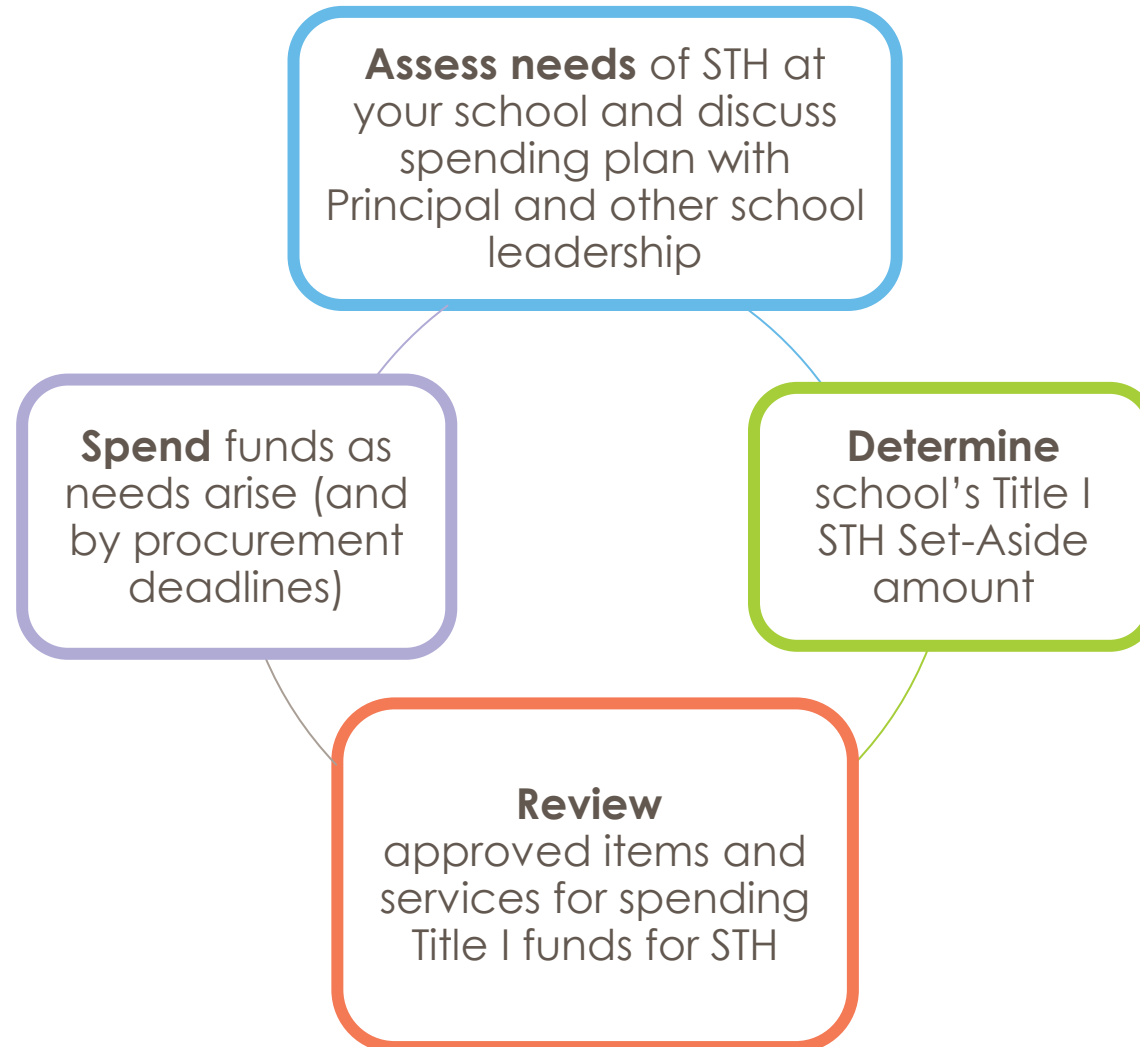 Assess needs of STH at
your school and discuss
spending plan with
Principal and other school
leadership
Determine
school’s Title I
STH Set-Aside
amount
Review
approved items and
services for spending
Title I funds for STH
Spend funds as
needs arise (and
by procurement
deadlines)